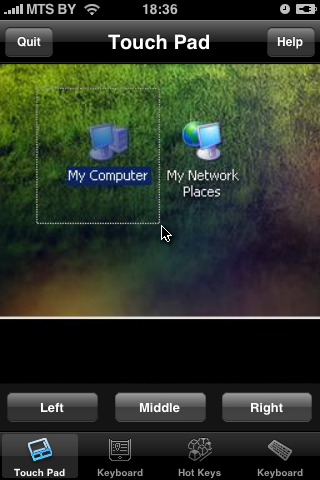 MTS BY 18:36
Quit Touch Pad Help
My Computer My Network
Places
Left Middle Right
Touch Pad Keyboard Hot Keys Keyboard